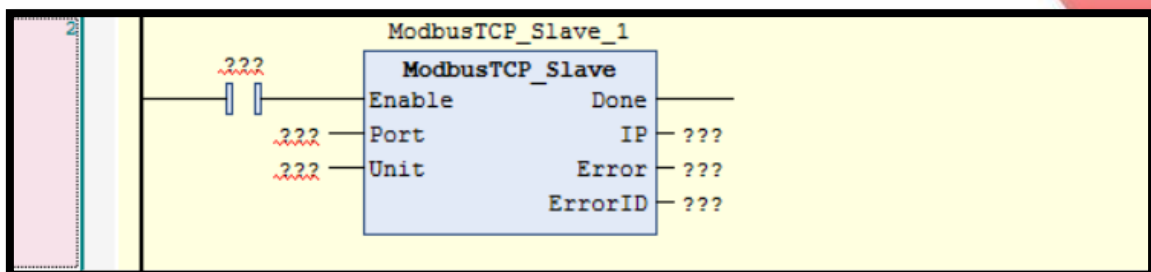 2
ModbusTCP_Slave_1
??? ModbusTCP_Slave
Enable Done
??? Port IP ???
??? Unit Error ???
ErrorID ???